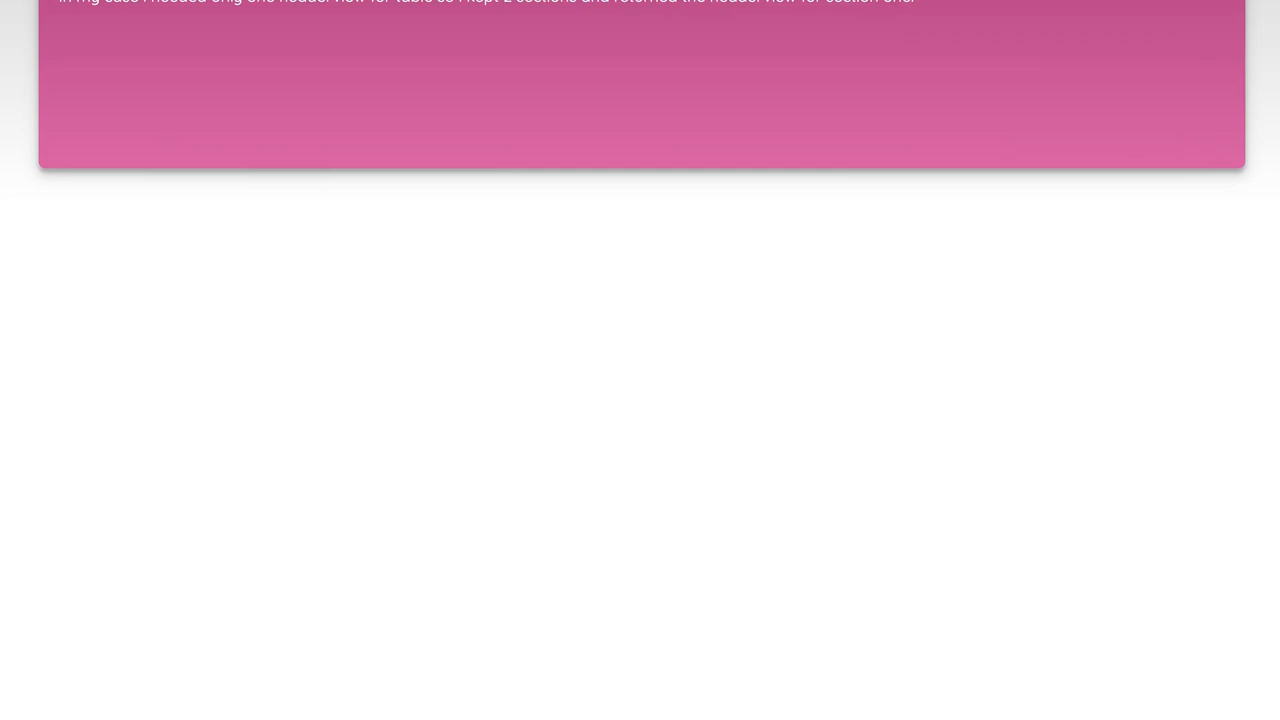 in my case i needed only one header view for table so i kept 2 sections and returned the header view for section one.